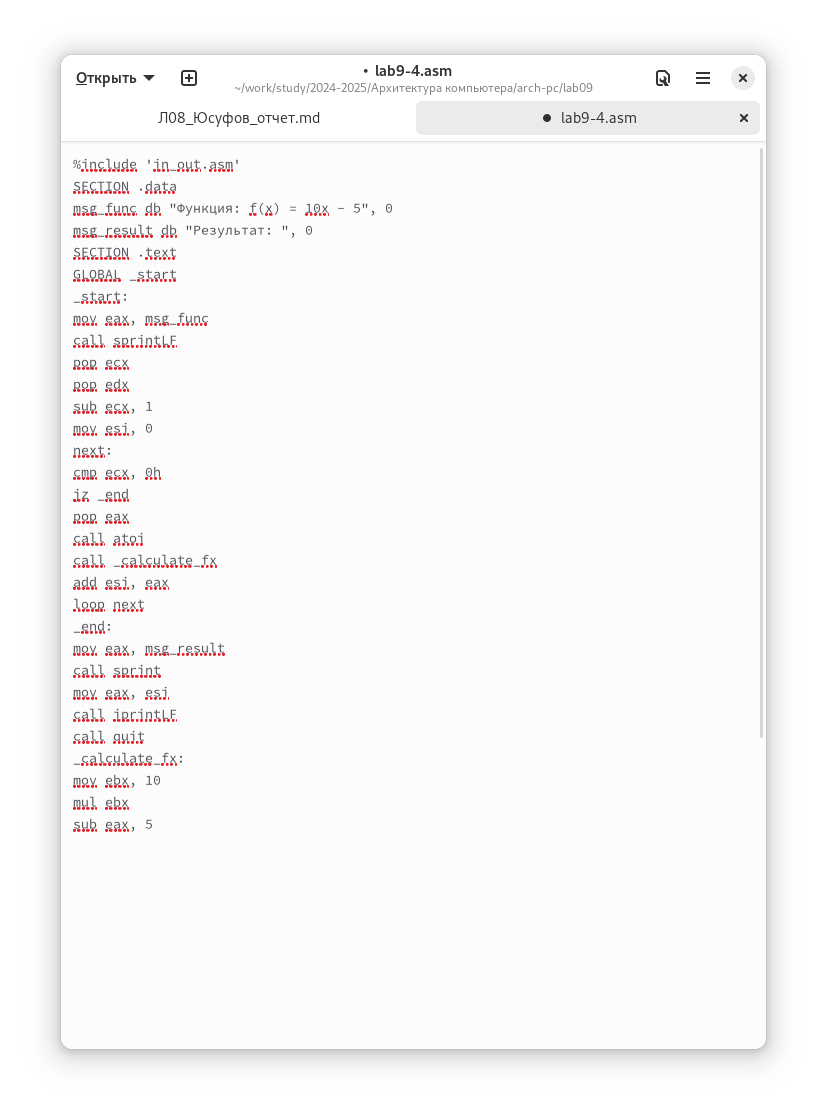 Открыть
• lab9-4.asm
~/work/study/2024-2025/Архитектура компьютера/arch-pc/lab09
Л08_Юсуфов_отчет.md
● lab9-4.asm
%include 'in_out.asm'
SECTION .data
msg_func db "Функция: f(x) = 10x - 5", 0
msg_result db "Результат: ", 0
SECTION .text
GLOBAL _start
_start:
mov eax, msg_func
call sprintLF
pop ecx
pop edx
sub ecx, 1
mov esi, 0
next:
cmp ecx, 0h
jz _end
pop eax
call atoi
call _calculate_fx
add esi, eax
loop next
_end:
mov eax, msg_result
call sprint
mov eax, esi
call iprintLF
call quit
_calculate_fx:
mov ebx, 10
mul ebx
sub eax, 5